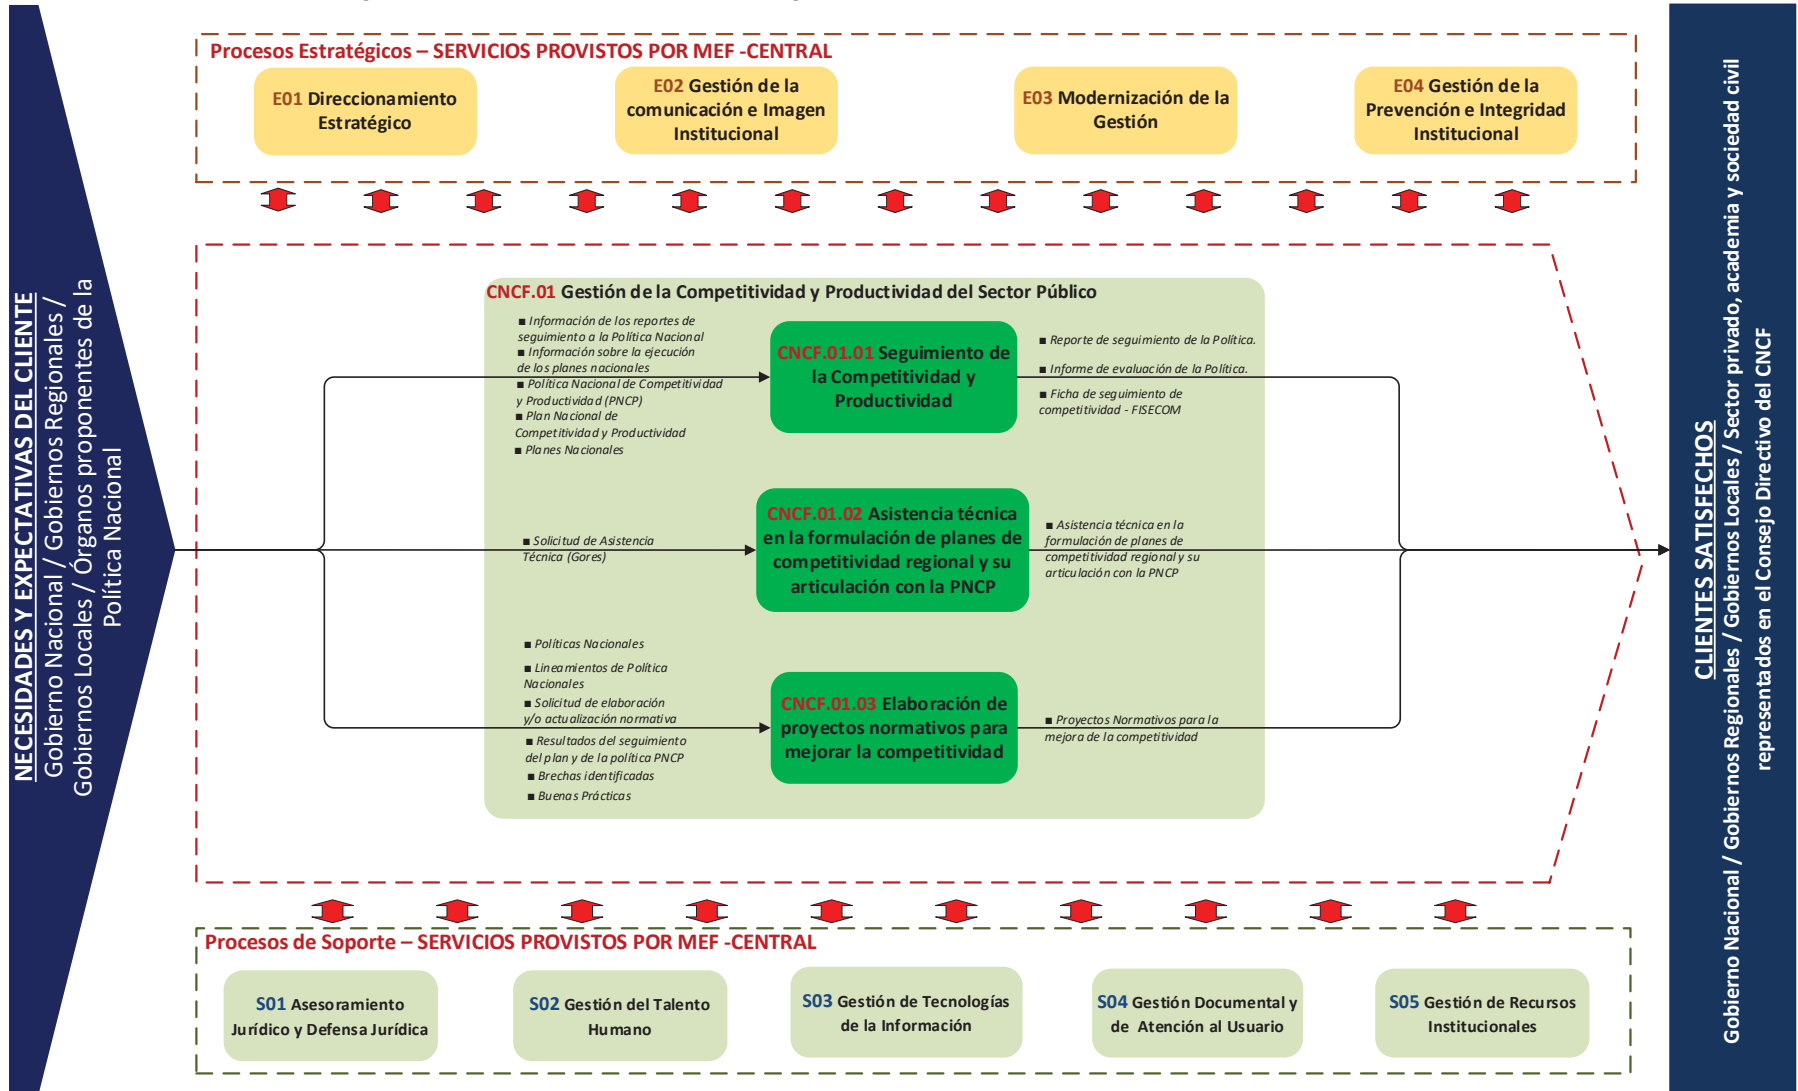 NECESIDADES Y EXPECTATIVAS DEL CLIENTE
Gobierno Nacional / Gobiernos Regionales /
Gobiernos Locales / Órganos proponentes de la
Política Nacional
Procesos Estratégicos – SERVICIOS PROVISTOS POR MEF -CENTRAL
E01 Direccionamiento
Estratégico
E02 Gestión de la
comunicación e Imagen
Institucional
E03 Modernización de la
Gestión
E04 Gestión de la
Prevención e Integridad
Institucional
CNCF.01 Gestión de la Competitividad y Productividad del Sector Público
■ Información de los reportes de
seguimiento a la Política Nacional
■ Información sobre la ejecución
de los planes nacionales
■ Política Nacional de Competitividad
y Productividad (PNCP)
■ Plan Nacional de
Competitividad y Productividad
■ Planes Nacionales
CNCF.01.01 Seguimiento de
la Competitividad y
Productividad
■ Reporte de seguimiento de la Política.
■ Informe de evaluación de la Política.
■ Ficha de seguimiento de
competitividad - FISECOM
■ Solicitud de Asistencia
Técnica (Gores)
CNCF.01.02 Asistencia técnica
en la formulación de planes de
competitividad regional y su
articulación con la PNCP
■ Asistencia técnica en la
formulación de planes de
competitividad regional y su
articulación con la PNCP
■ Políticas Nacionales
■ Lineamientos de Política
Nacionales
■ Solicitud de elaboración
y/o actualización normativa
■ Resultados del seguimiento
del plan y de la política PNCP
■ Brechas identificadas
■ Buenas Prácticas
CNCF.01.03 Elaboración de
proyectos normativos para
mejorar la competitividad
■ Proyectos Normativos para la
mejora de la competitividad
Procesos de Soporte – SERVICIOS PROVISTOS POR MEF -CENTRAL
S01 Asesoramiento
Jurídico y Defensa Jurídica
S02 Gestión del Talento
Humano
S03 Gestión de Tecnologías
de la Información
S04 Gestión Documental y
de Atención al Usuario
S05 Gestión de Recursos
Institucionales
CLIENTES SATISFECHOS
Gobierno Nacional / Gobiernos Regionales / Gobiernos Locales / Sector privado, academia y sociedad civil
representados en el Consejo Directivo del CNCF